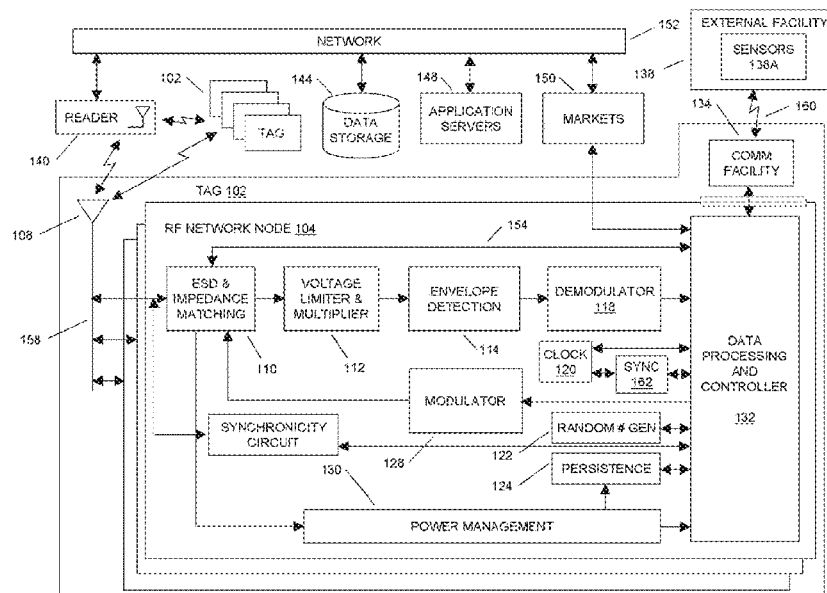 NETWORK
152
EXTERNAL FACILITY
SENSORS
138A
138
102
144
148
150
134
160
READER
140
TAG
DATA
STORAGE
APPLICATION
SERVERS
MARKETS
COMM
FACILITY
TAG 102
108
RF NETWORK NODE 104
154
ESD &
IMPEDANCE
MATCHING
VOLTAGE
LIMITER &
MULTIPLIER
ENVELOPE
DETECTION
DEMODULATOR
118
158
110
112
114
DATA
PROCESSING
AND
CONTROLLER
132
CLOCK
120
SYNC
162
MODULATOR
SYNCHRONICITY
CIRCUIT
128
122
RANDOM # GEN
130
124
PERSISTENCE
POWER MANAGEMENT